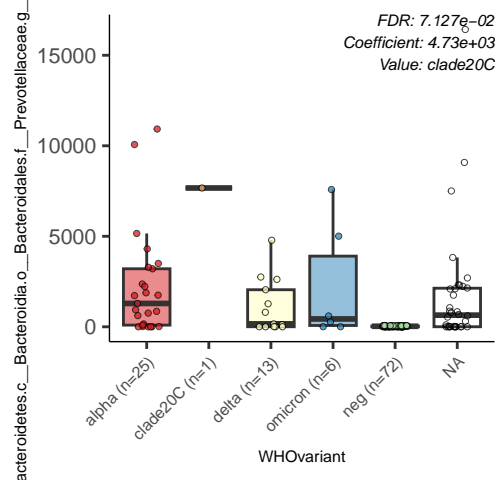 acteroidetes.c__Bacteroidia.o__Bacteroidales.f__Prevotellaceae.g_
FDR: 7.127e−02
Coefficient: 4.73e+03
Value: clade20C
15000
10000
5000
0
alpha (n=25)
clade20C (n=1)
delta (n=13)
omicron (n=6)
neg (n=72)
NA
WHOvariant